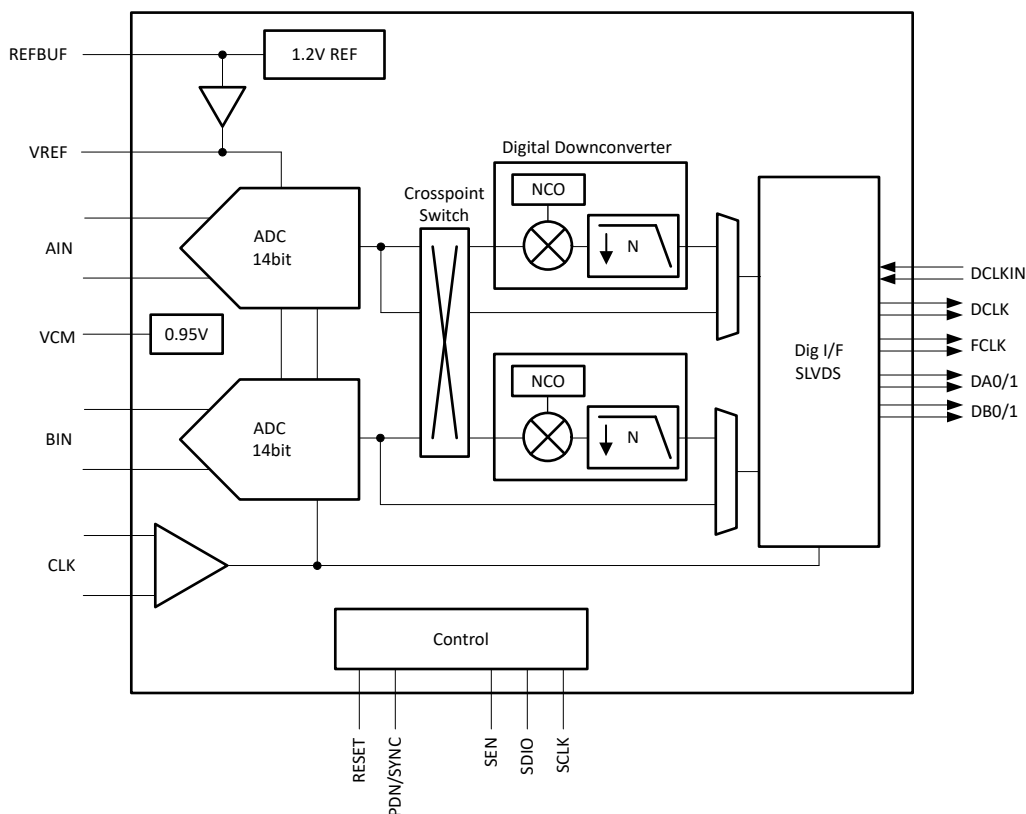 REFBUF
1.2V REF
VREF
Digital Downconverter
Crosspoint
Switch
NCO
ADC
14bit
N
AIN
DCLKIN
DCLK
VCM
0.95V
FCLK
Dig I/F
SLVDS
NCO
DA0/1
DB0/1
BIN
ADC
14bit
N
CLK
Control
RESET
PDN/SYNC
SEN
SDIO
SCLK